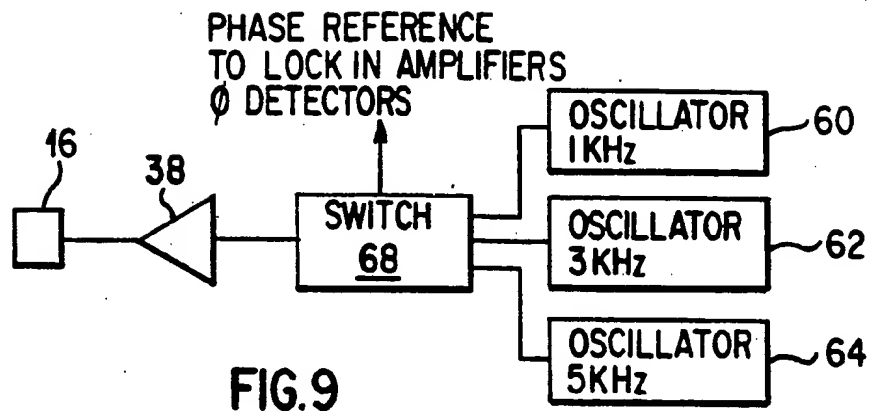 PHASE REFERENCE
TO LOCK IN AMPLIFIERS
φ DETECTORS
16
38
SWITCH
68
OSCILLATOR
1KHz
60
OSCILLATOR
3KHz
62
OSCILLATOR
5KHz
64
FIG.9